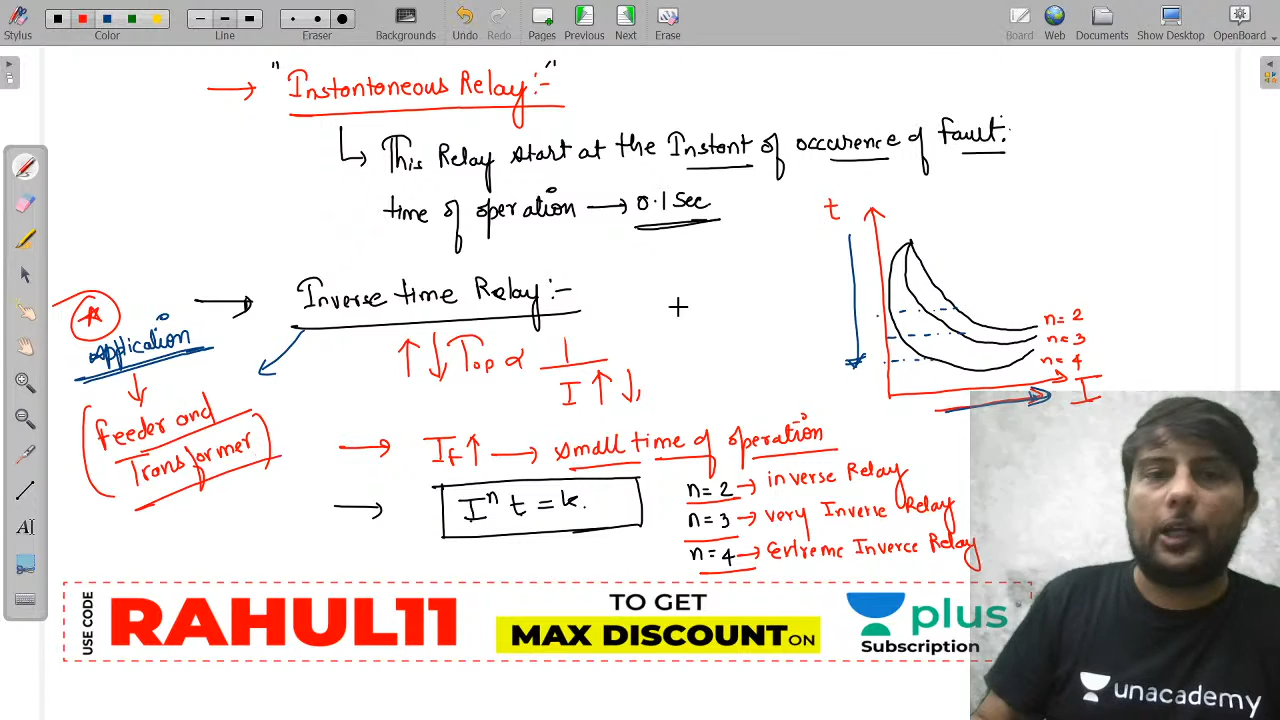 Stylus
Color
Line
Eraser
Backgrounds
Undo
Redo
Pages
Previous
Next
Erase
Board
Web
Documents
Show Desktop
OpenBoard
→ "Instontoneous Relay:-"
↳ This Relay start at the Instont of occurence of fault:
time of operation → 0.1 sec
→ Inverse time Relay:-
+
↑ ↓ Top ∝ 1/I ↑ ↓,
Application
(Feeder and
Transformer)
→ IF↑ → small time of operation
→ Iⁿ t = k.
n=2 → inverse Relay
n=3 → very Inverse Relay
n=4 → Extreme Inverce Relay
t
n=2
n=3
n=4
I
USE CODE
RAHUL11
TO GET
MAX DISCOUNT ON
plus
Subscription
unacademy